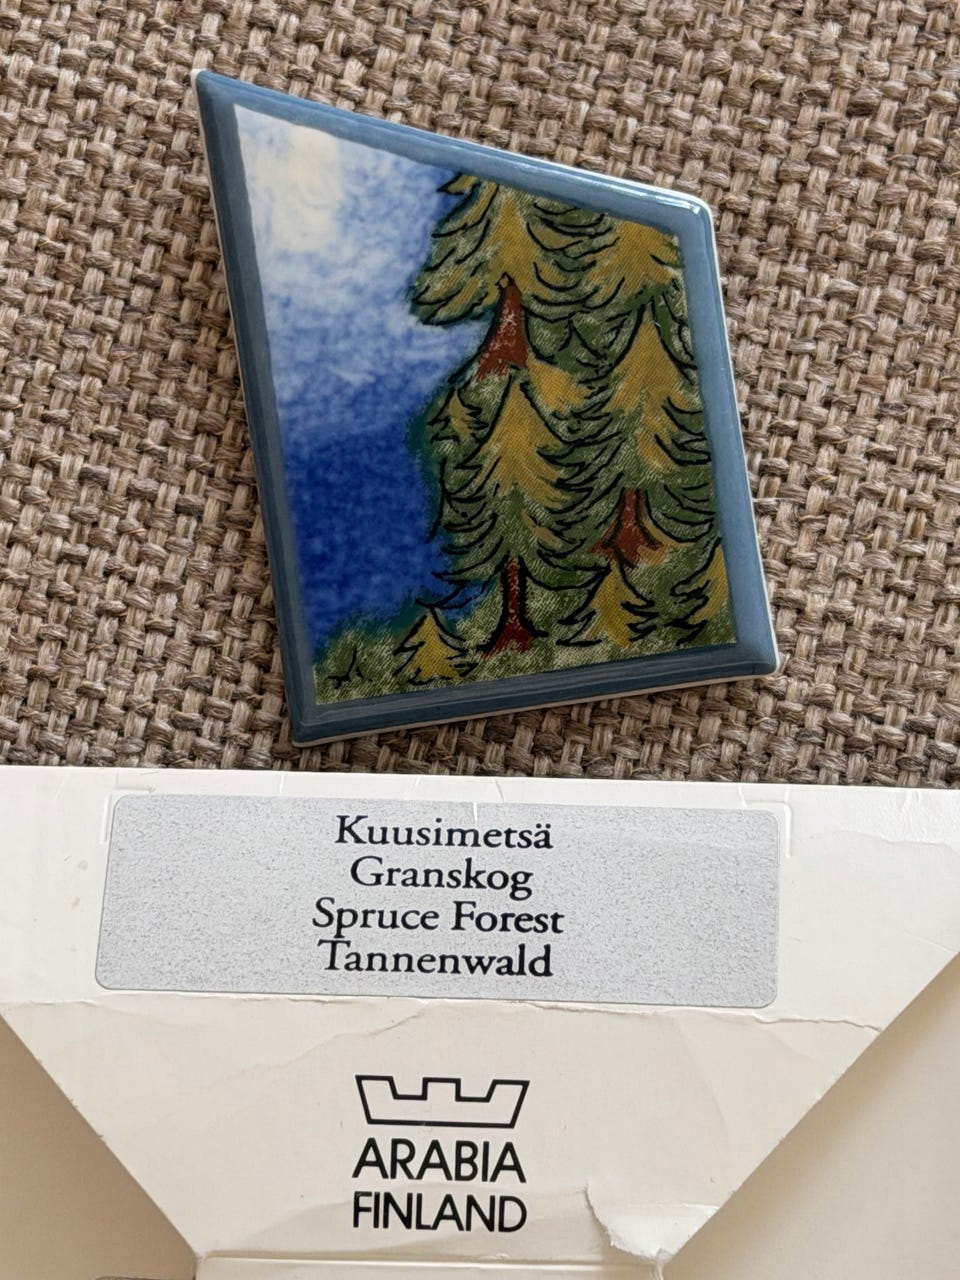 Kuusimetsä
Granskog
Spruce Forest
Tannenwald
ARABIA
FINLAND